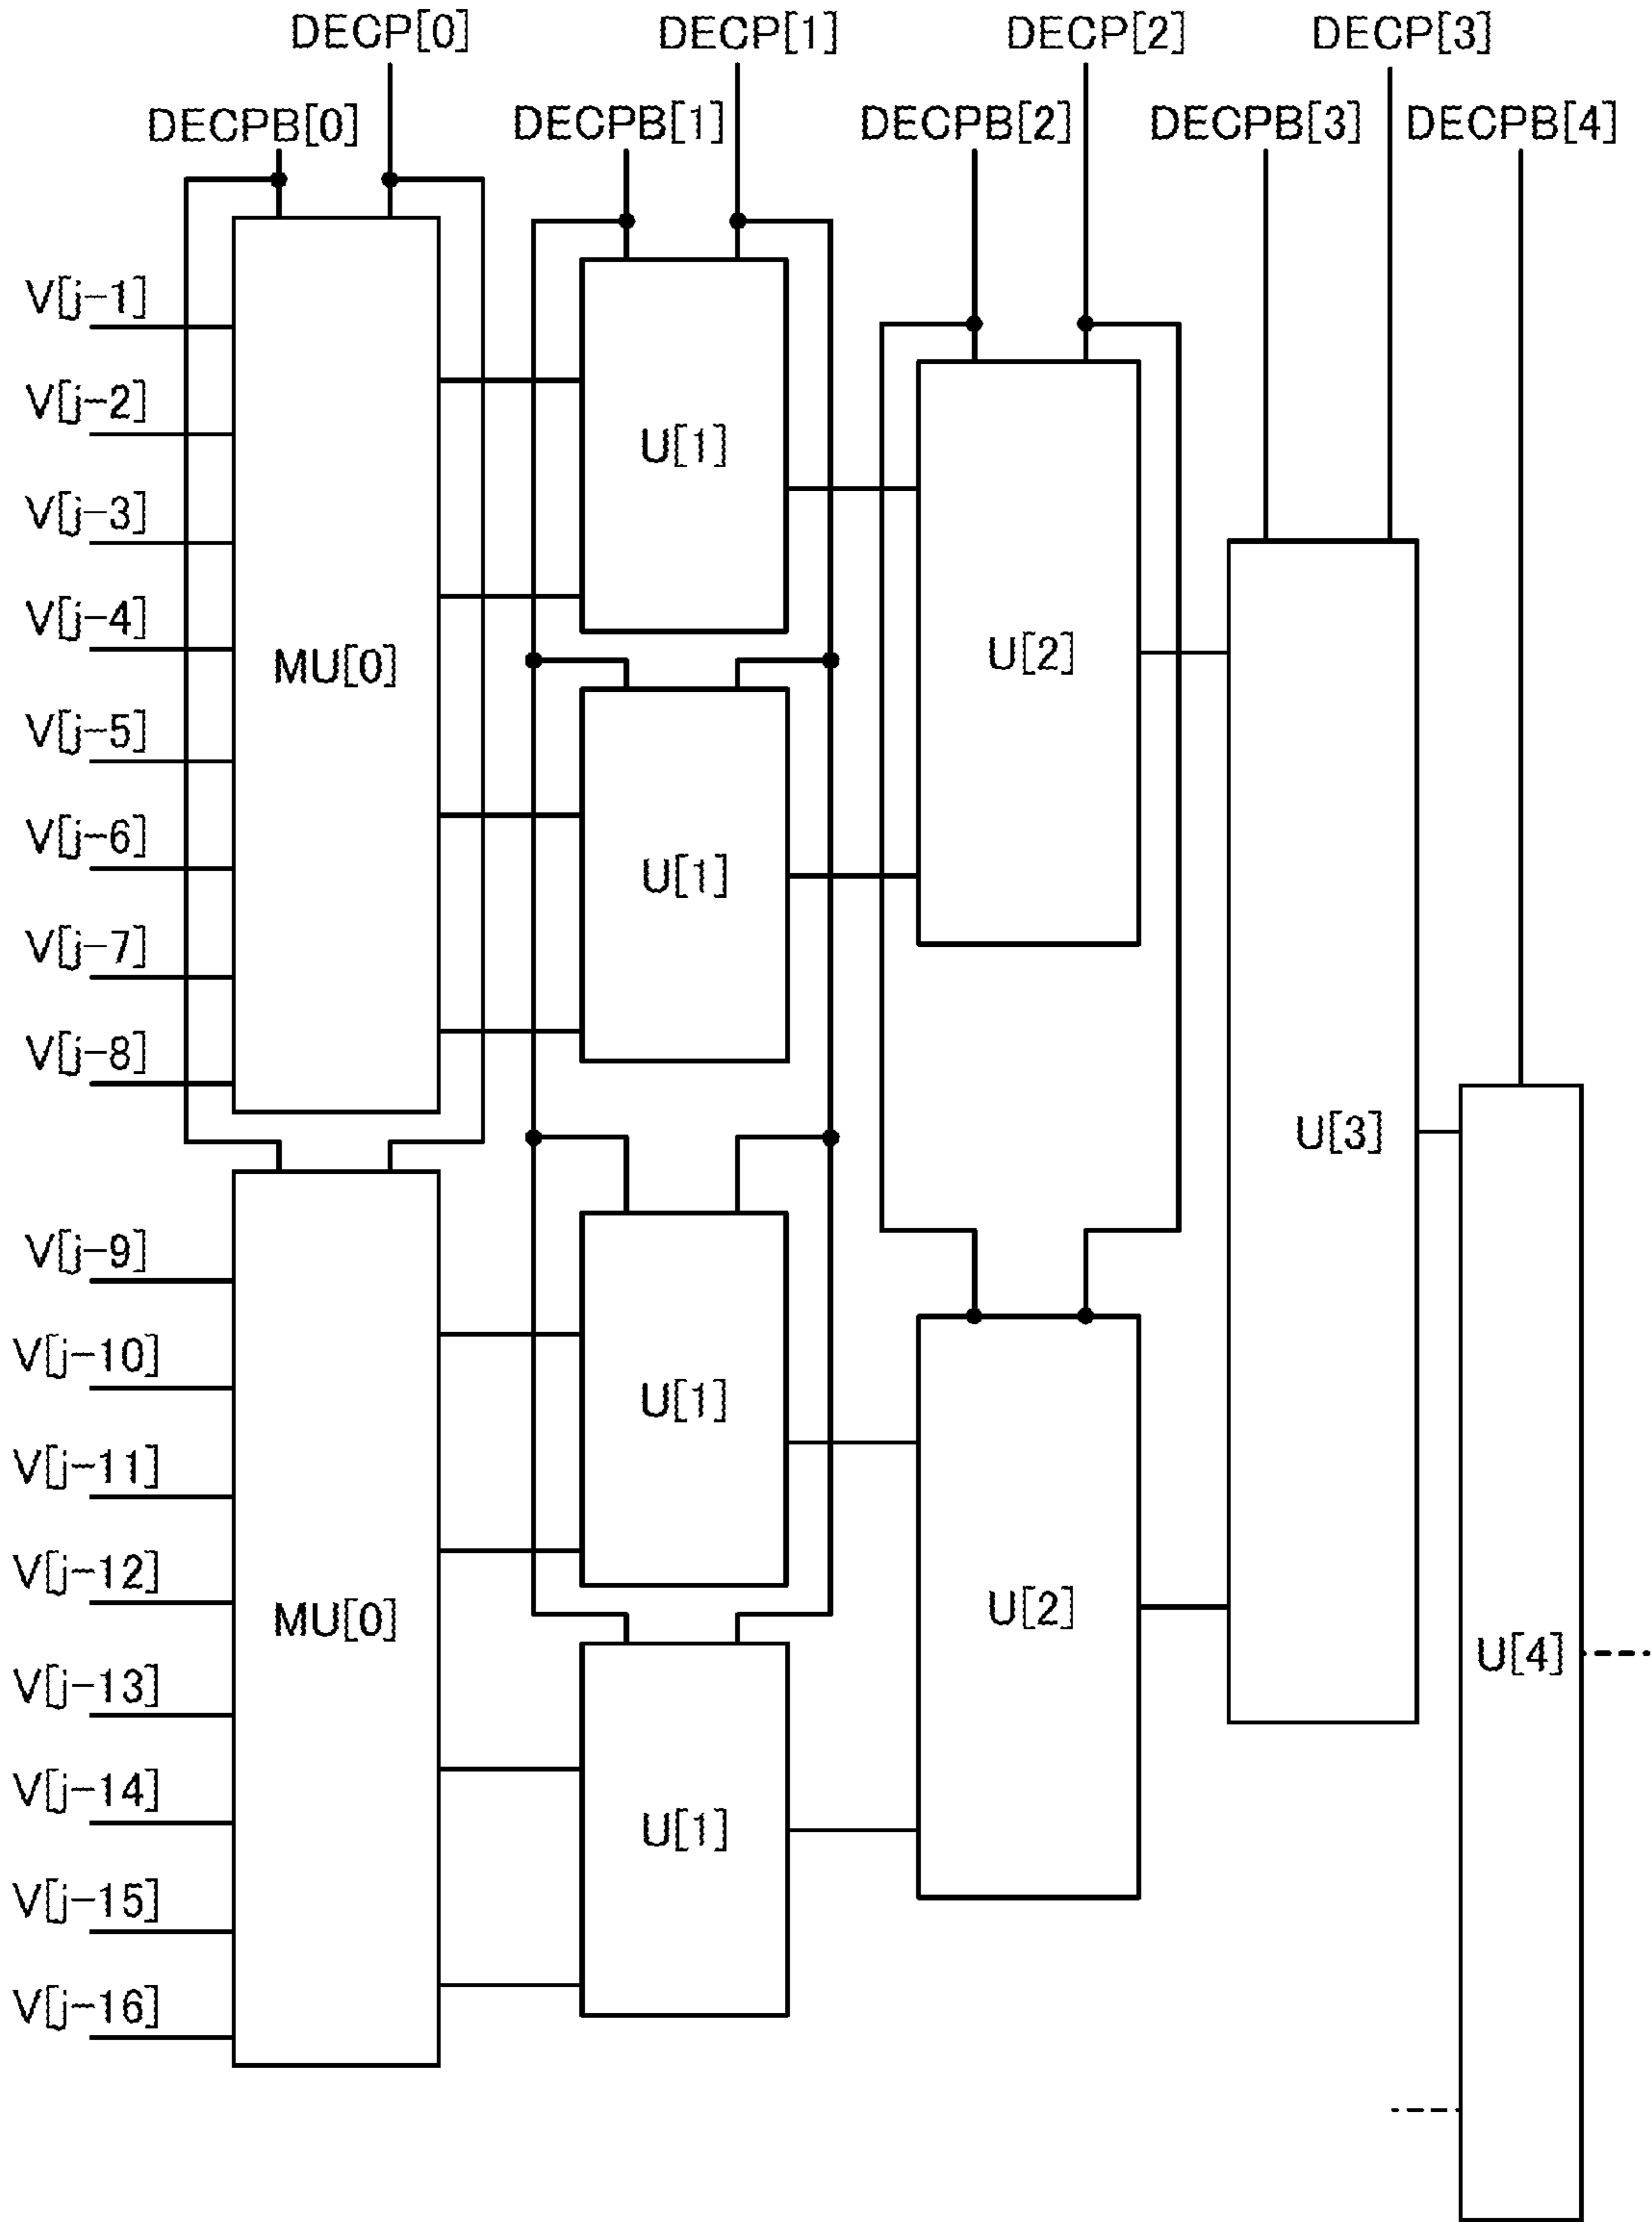 DECP[0] DECP[1] DECP[2] DECP[3]
DECPB[0] DECPB[1] DECPB[2] DECPB[3] DECPB[4]
V[j-1]
V[j-2]
U[1]
V[j-3]
V[j-4]
MU[0]
U[2]
V[j-5]
V[j-6]
U[1]
V[j-7]
V[j-8]
U[3]
V[j-9]
V[j-10]
U[1]
V[j-11]
V[j-12]
MU[0]
U[2]
U[4]
V[j-13]
V[j-14]
U[1]
V[j-15]
V[j-16]